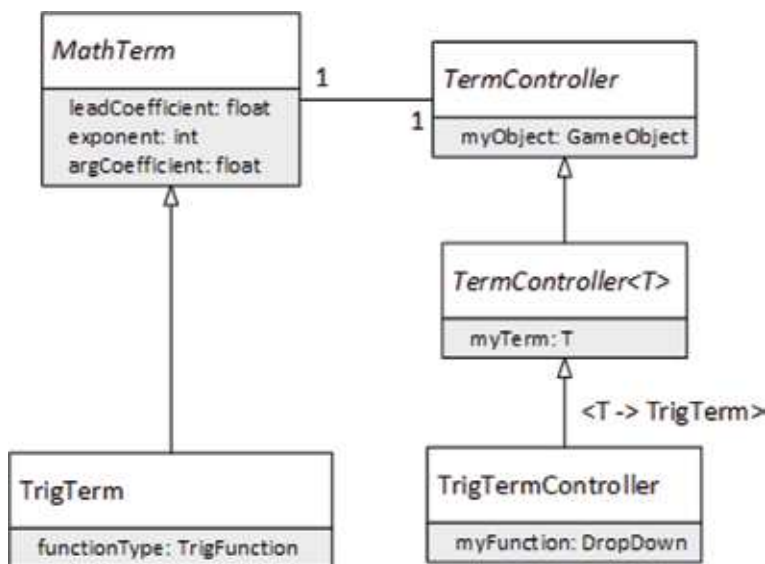 MathTerm
leadCoefficient: float
exponent: int
argCoefficient: float
1
1
TermController
myObject: GameObject
TermController<T>
myTerm: T
<T -> TrigTerm>
TrigTerm
functionType: TrigFunction
TrigTermController
myFunction: DropDown